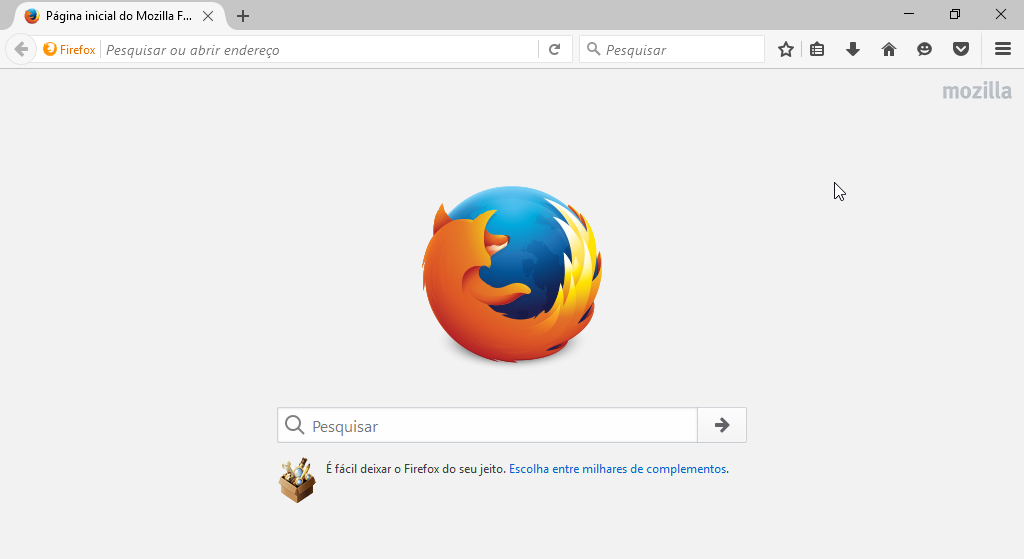 Página inicial do Mozilla F...
Firefox
Pesquisar ou abrir endereço
Pesquisar
mozilla
Pesquisar
É fácil deixar o Firefox do seu jeito. Escolha entre milhares de complementos.